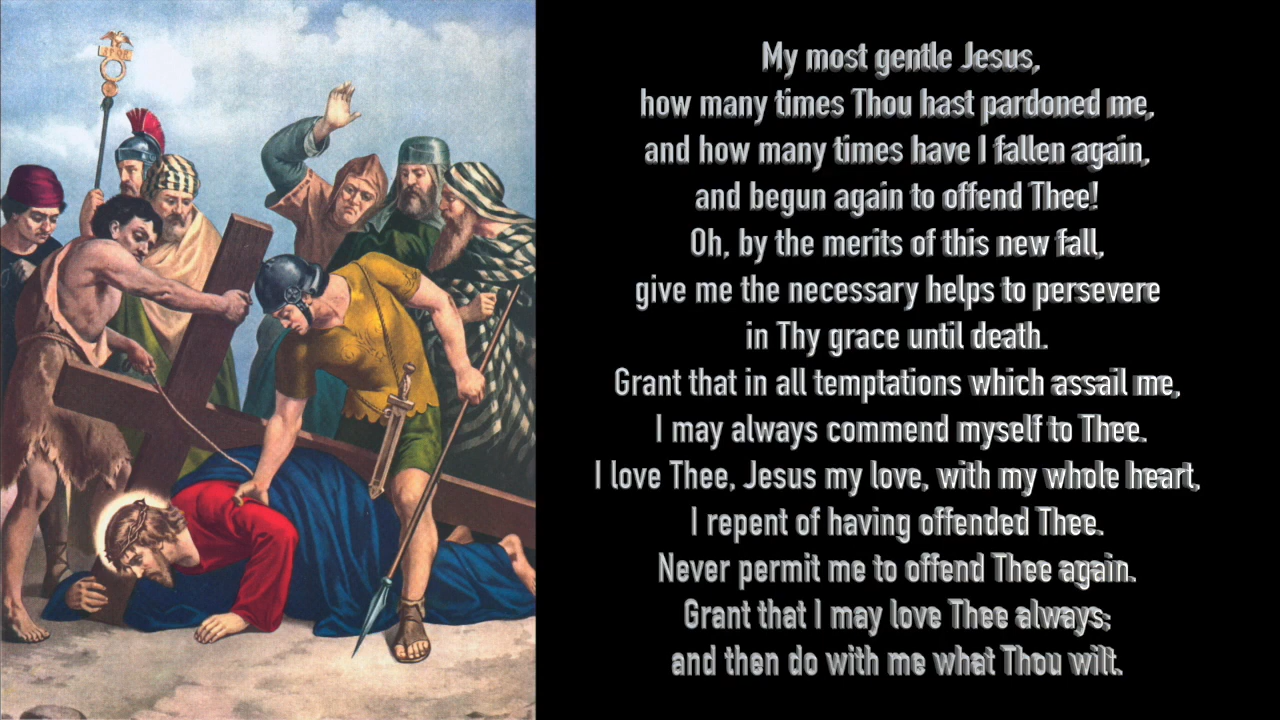 SPQR
My most gentle Jesus,
how many times Thou hast pardoned me,
and how many times have I fallen again,
and begun again to offend Thee!
Oh, by the merits of this new fall,
give me the necessary helps to persevere
in Thy grace until death.
Grant that in all temptations which assail me,
I may always commend myself to Thee.
I love Thee, Jesus my love, with my whole heart,
I repent of having offended Thee.
Never permit me to offend Thee again.
Grant that I may love Thee always;
and then do with me what Thou wilt.